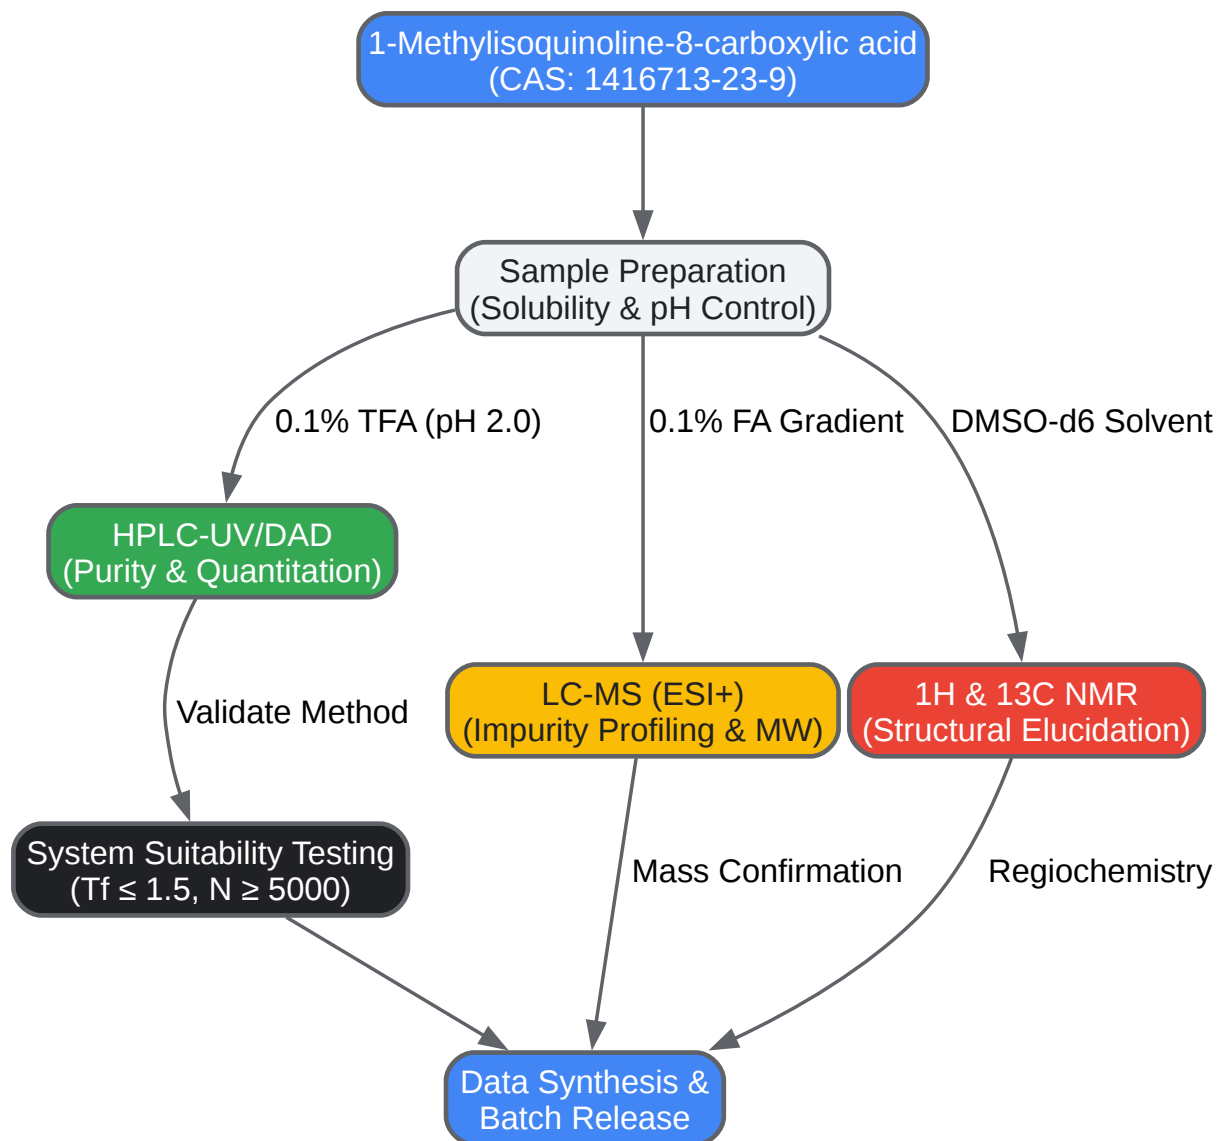 1-Methylisoquinoline-8-carboxylic acid
(CAS: 1416713-23-9)
Sample Preparation
(Solubility & pH Control)
0.1% TFA (pH 2.0)
0.1% FA Gradient
DMSO-d6 Solvent
HPLC-UV/DAD
(Purity & Quantitation)
LC-MS (ESI+)
(Impurity Profiling & MW)
1H & 13C NMR
(Structural Elucidation)
Validate Method
System Suitability Testing
(Tf ≤ 1.5, N ≥ 5000)
Mass Confirmation
Regiochemistry
Data Synthesis &
Batch Release